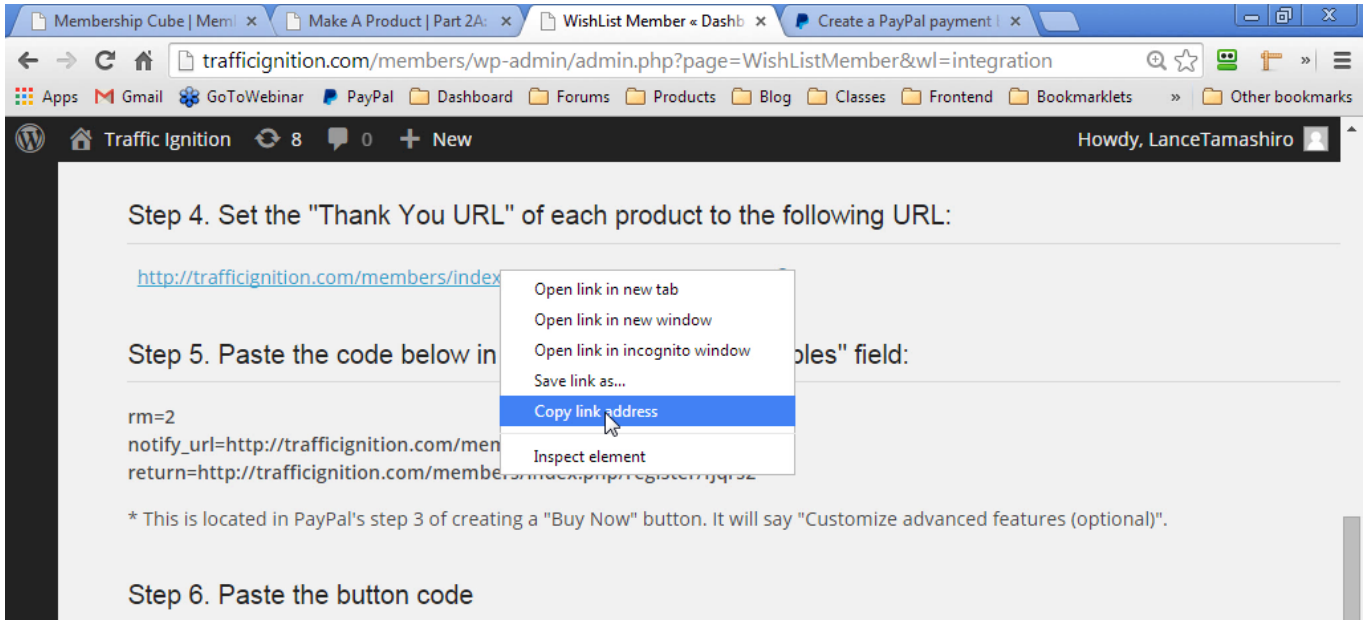 Membership Cube | Meml
Make A Product | Part 2A:
WishList Member « Dashb
Create a PayPal payment
trafficignition.com/members/wp-admin/admin.php?page=WishListMember&wl=integration
Apps Gmail GoToWebinar PayPal Dashboard Forums Products Blog Classes Frontend Bookmarklets » Other bookmarks
Traffic Ignition 8 0 + New Howdy, LanceTamashiro
Step 4. Set the "Thank You URL" of each product to the following URL:
http://trafficignition.com/members/index
Open link in new tab
Open link in new window
Step 5. Paste the code below in Open link in incognito window bles" field:
Save link as...
Copy link address
rm=2
notify_url=http://trafficignition.com/mem
Inspect element
return=http://trafficignition.com/members/index.php/register/
* This is located in PayPal's step 3 of creating a "Buy Now" button. It will say "Customize advanced features (optional)".
Step 6. Paste the button code